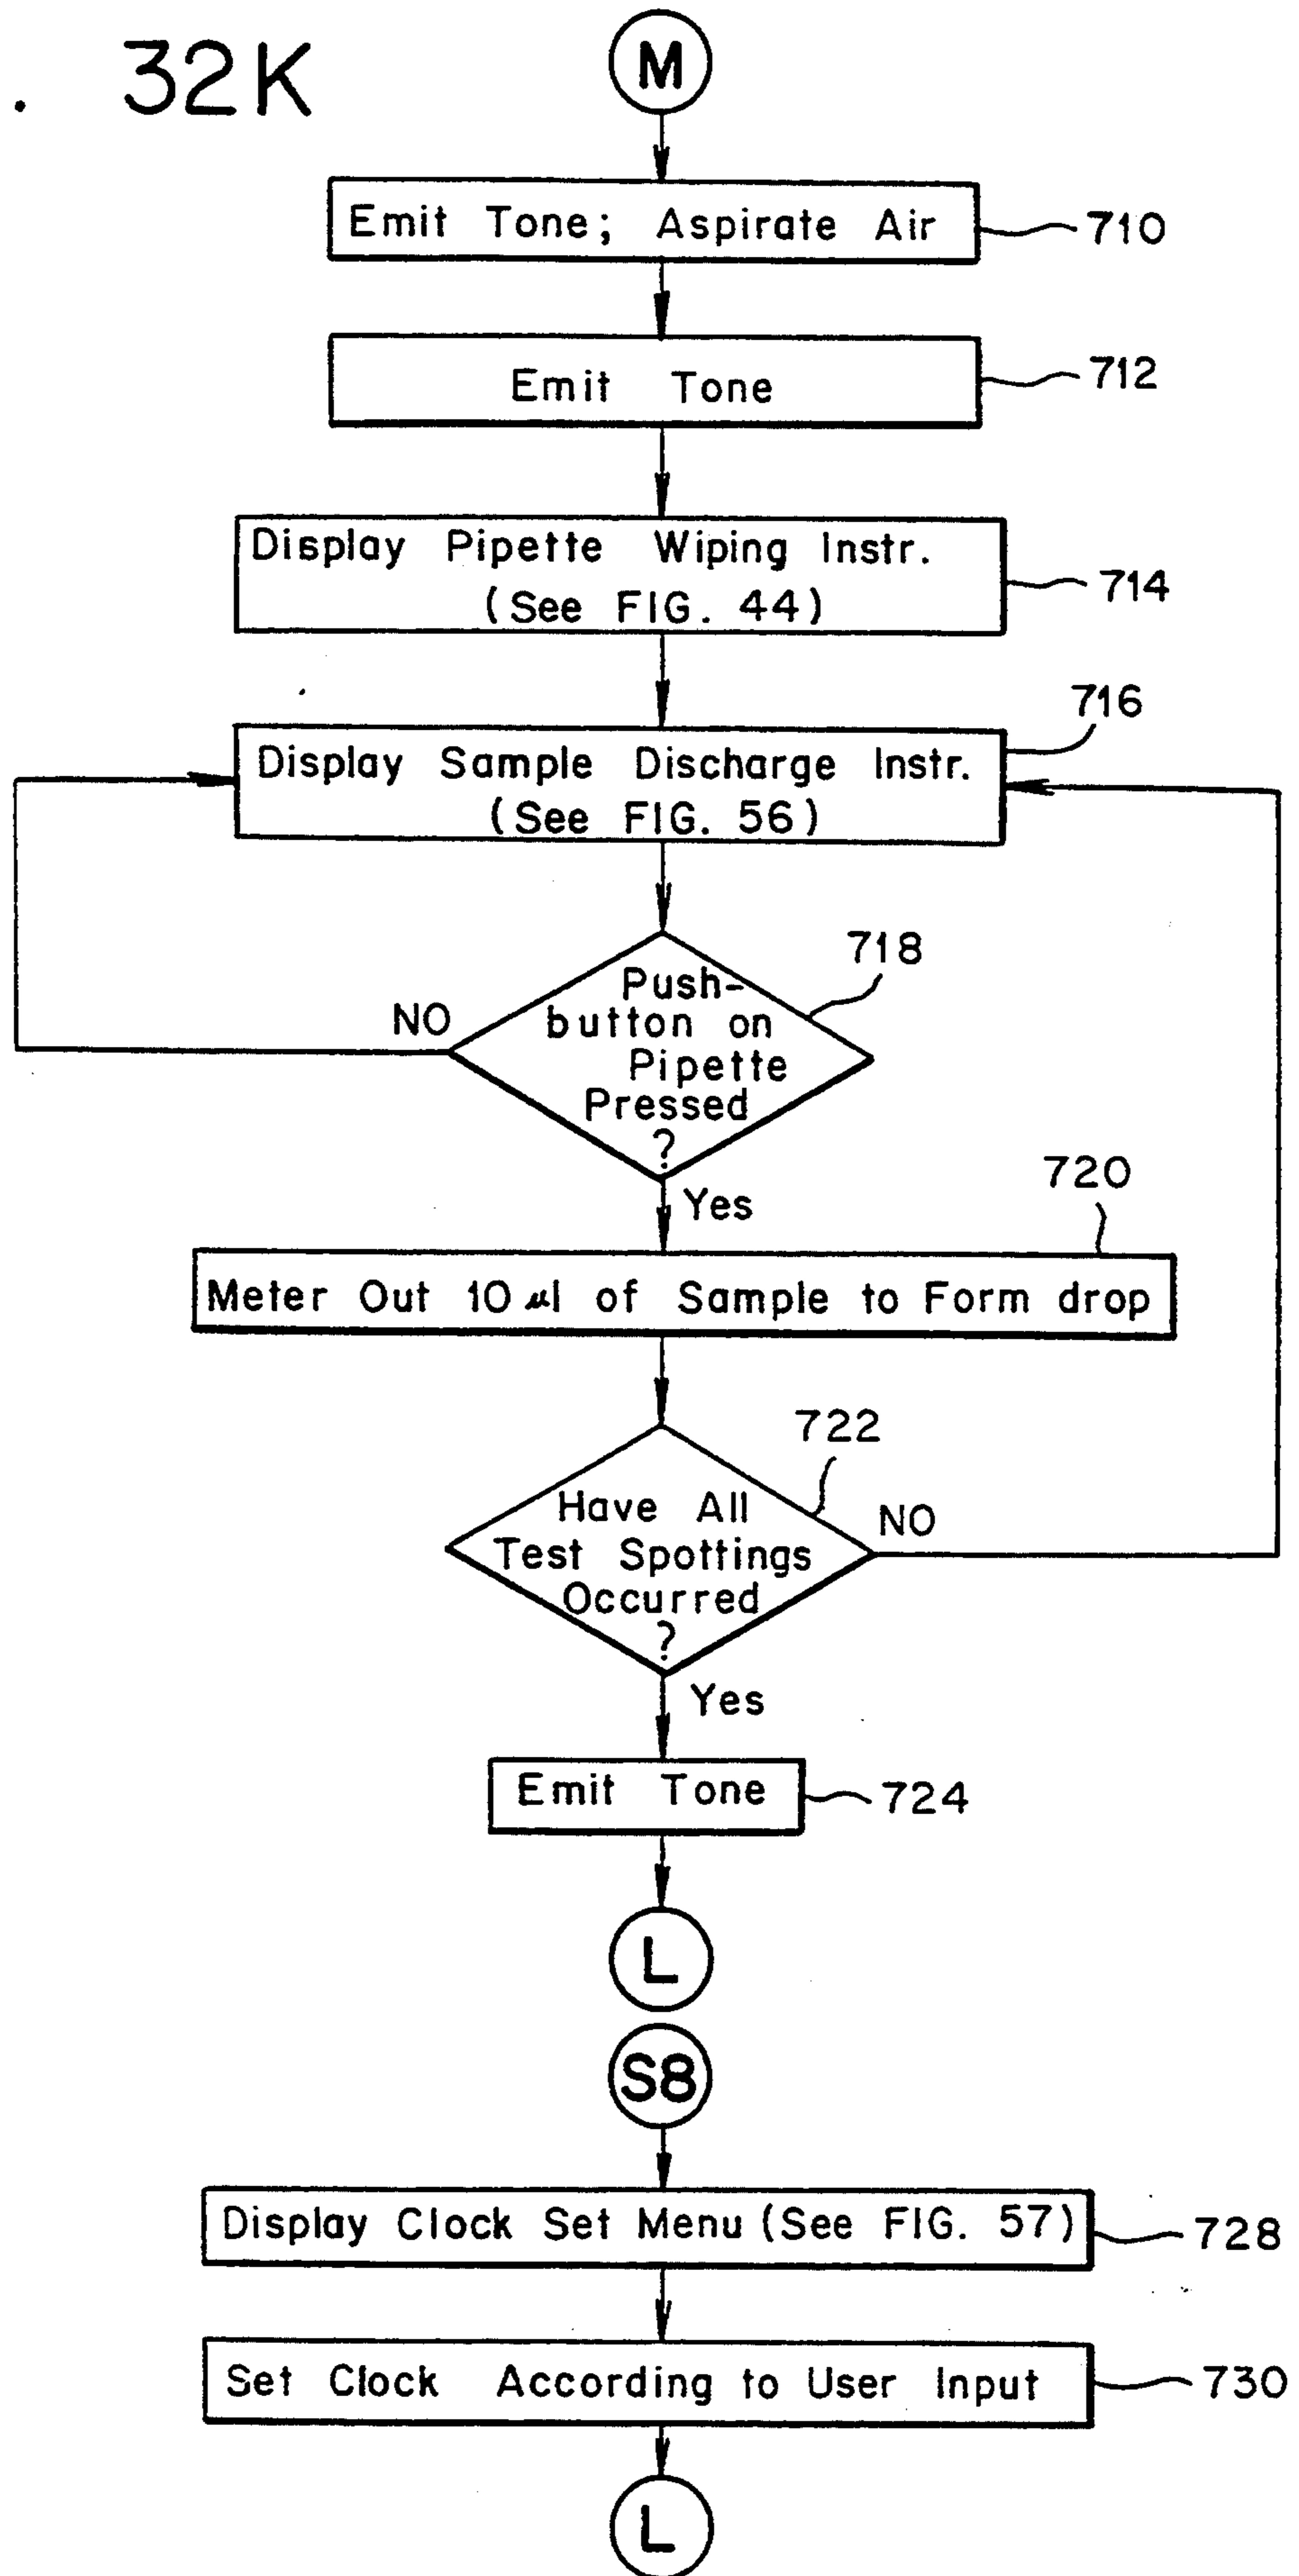 . 32K
M
Emit Tone; Aspirate Air
710
Emit Tone
712
Display Pipette Wiping Instr.
(See FIG. 44)
714
716
Display Sample Discharge Instr.
(See FIG. 56)
718
Push-
button on
Pipette
Pressed
?
NO
Yes
720
Meter Out 10 μl of Sample to Form drop
722
Have All
Test Spottings
Occurred
?
NO
Yes
Emit Tone
724
L
S8
Display Clock Set Menu (See FIG. 57)
728
Set Clock According to User Input
730
L